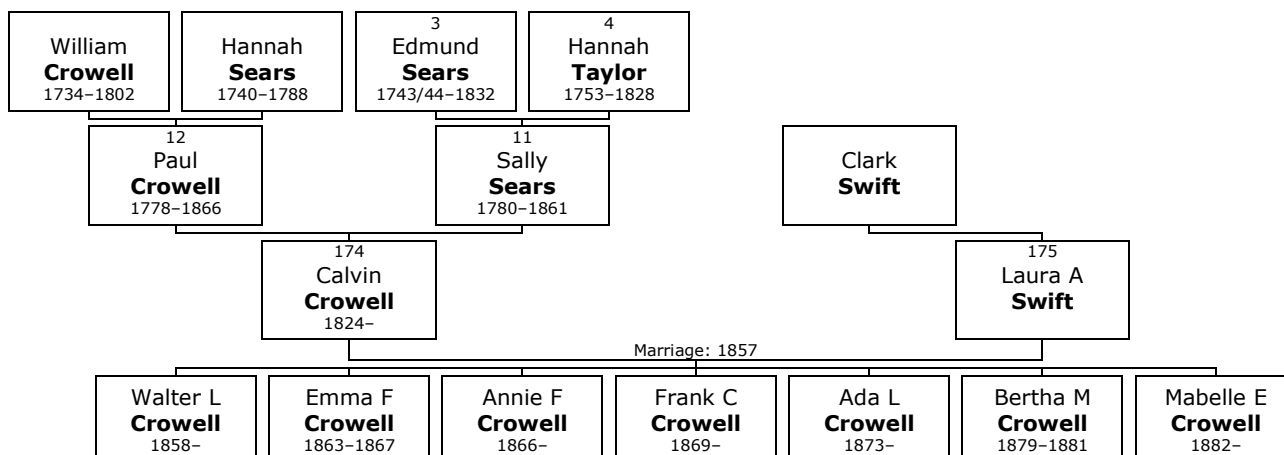 William
Crowell
1734–1802
Hannah
Sears
1740–1788
3
Edmund
Sears
1743/44–1832
4
Hannah
Taylor
1753–1828
12
Paul
Crowell
1778–1866
11
Sally
Sears
1780–1861
Clark
Swift
174
Calvin
Crowell
1824–
175
Laura A
Swift
Marriage: 1857
Walter L
Crowell
1858–
Emma F
Crowell
1863–1867
Annie F
Crowell
1866–
Frank C
Crowell
1869–
Ada L
Crowell
1873–
Bertha M
Crowell
1879–1881
Mabelle E
Crowell
1882–